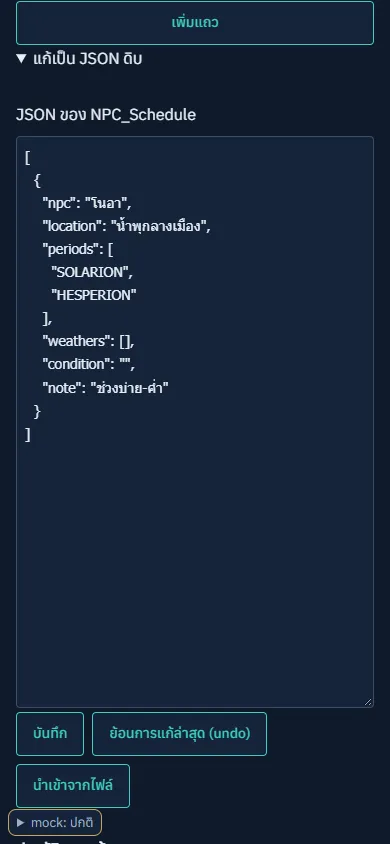 เพิ่มแถว
▼ แก้เป็น JSON ดิบ
JSON ของ NPC_Schedule
[
  {
    "npc": "โนอา",
    "location": "น้ำพุกลางเมือง",
    "periods": [
      "SOLARION",
      "HESPERION"
    ],
    "weathers": [],
    "condition": "",
    "note": "ช่วงบ่าย-ค่ำ"
  }
]
บันทึก
ย้อนการแก้ล่าสุด (undo)
นำเข้าจากไฟล์
▶ mock: ปกติ